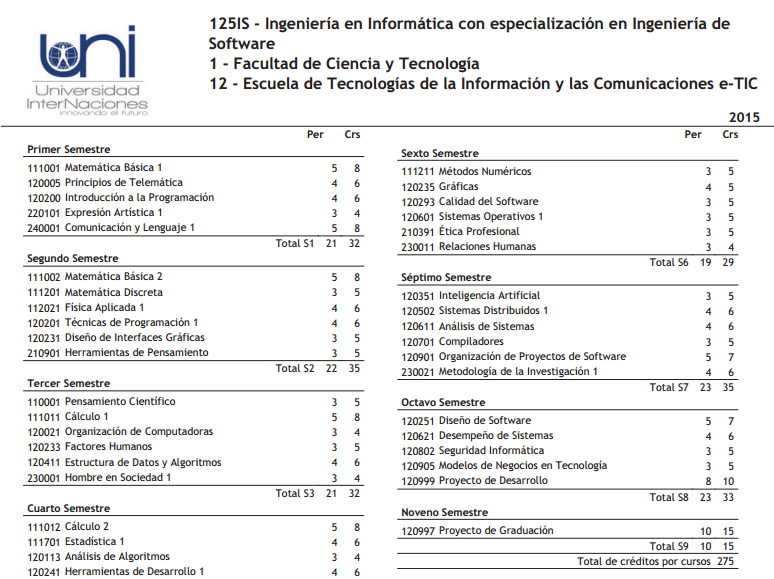 uni
Universidad
InterNaciones
innovando el futuro
125IS - Ingeniería en Informática con especialización en Ingeniería de
Software
1 - Facultad de Ciencia y Tecnología
12 - Escuela de Tecnologías de la Información y las Comunicaciones e-TIC
2015
Per Crs
Primer Semestre
111001 Matemática Básica 1 5 8
120005 Principios de Telemática 4 6
120200 Introducción a la Programación 4 6
220101 Expresión Artística 1 3 4
240001 Comunicación y Lenguaje 1 5 8
Total S1 21 32
Segundo Semestre
111002 Matemática Básica 2 5 8
111201 Matemática Discreta 3 5
112021 Física Aplicada 1 4 6
120201 Técnicas de Programación 1 4 6
120231 Diseño de Interfaces Gráficas 3 5
210901 Herramientas de Pensamiento 3 5
Total S2 22 35
Tercer Semestre
110001 Pensamiento Científico 3 5
111011 Cálculo 1 5 8
120021 Organización de Computadoras 3 4
120233 Factores Humanos 3 5
120411 Estructura de Datos y Algoritmos 4 6
230001 Hombre en Sociedad 1 3 4
Total S3 21 32
Cuarto Semestre
111012 Cálculo 2 5 8
111701 Estadística 1 4 6
120113 Análisis de Algoritmos 3 4
120241 Herramientas de Desarrollo 1 4 6
Per Crs
Sexto Semestre
111211 Métodos Numéricos 3 5
120235 Gráficas 4 5
120293 Calidad del Software 3 5
120601 Sistemas Operativos 1 3 5
210391 Ética Profesional 3 5
230011 Relaciones Humanas 3 4
Total S6 19 29
Séptimo Semestre
120351 Inteligencia Artificial 3 5
120502 Sistemas Distribuidos 1 4 6
120611 Análisis de Sistemas 4 6
120701 Compiladores 3 5
120901 Organización de Proyectos de Software 5 7
230021 Metodología de la Investigación 1 4 6
Total S7 23 35
Octavo Semestre
120251 Diseño de Software 5 7
120621 Desempeño de Sistemas 4 6
120802 Seguridad Informática 3 5
120905 Modelos de Negocios en Tecnología 3 5
120999 Proyecto de Desarrollo 8 10
Total S8 23 33
Noveno Semestre
120997 Proyecto de Graduación 10 15
Total S9 10 15
Total de créditos por cursos 275